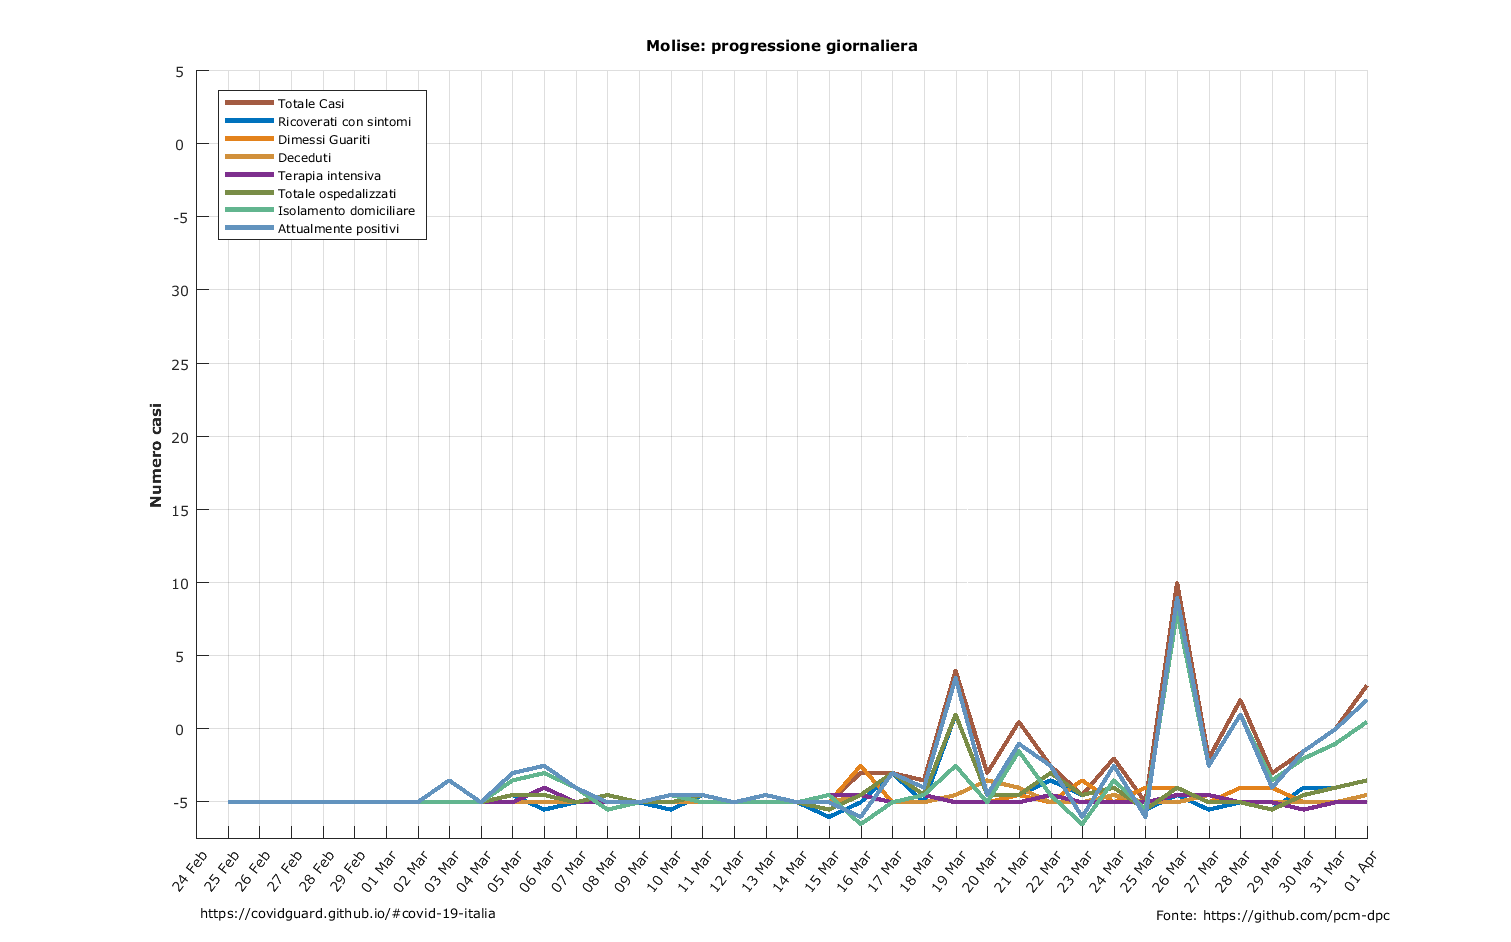 Molise: progressione giornaliera
5
0
-5
30
25
20
15
10
5
0
-5
Numero casi
Totale Casi
Ricoverati con sintomi
Dimessi Guariti
Deceduti
Terapia intensiva
Totale ospedalizzati
Isolamento domiciliare
Attualmente positivi
24 Feb
25 Feb
26 Feb
27 Feb
28 Feb
29 Feb
01 Mar
02 Mar
03 Mar
04 Mar
05 Mar
06 Mar
07 Mar
08 Mar
09 Mar
10 Mar
11 Mar
12 Mar
13 Mar
14 Mar
15 Mar
16 Mar
17 Mar
18 Mar
19 Mar
20 Mar
21 Mar
22 Mar
23 Mar
24 Mar
25 Mar
26 Mar
27 Mar
28 Mar
29 Mar
30 Mar
31 Mar
01 Apr
https://covidguard.github.io/#covid-19-italia
Fonte: https://github.com/pcm-dpc